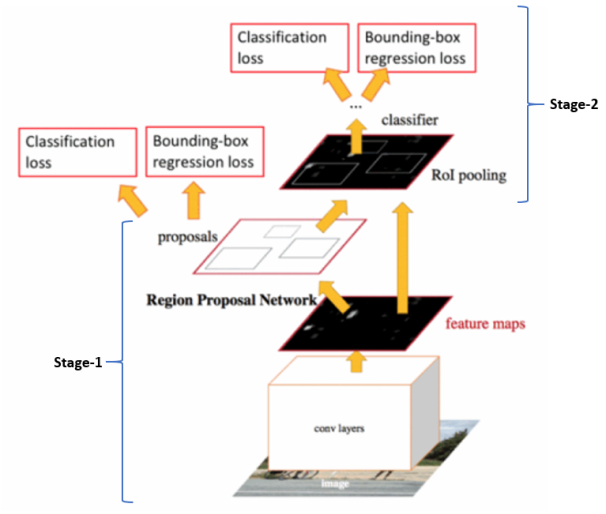 Classification
loss
Bounding-box
regression loss
Stage-2
...
classifier
Classification
loss
Bounding-box
regression loss
RoI pooling
proposals
Region Proposal Network
feature maps
Stage-1
conv layers
image